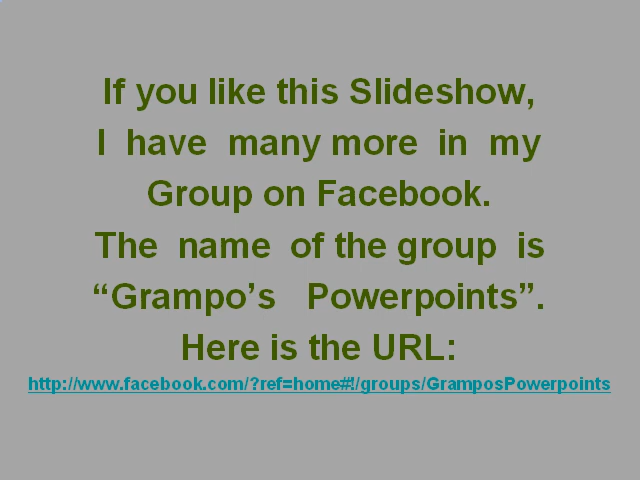 If you like this Slideshow,
I have many more in my
Group on Facebook.
The name of the group is
“Grampo’s Powerpoints”.
Here is the URL:
http://www.facebook.com/?ref=home#!/groups/GramposPowerpoints